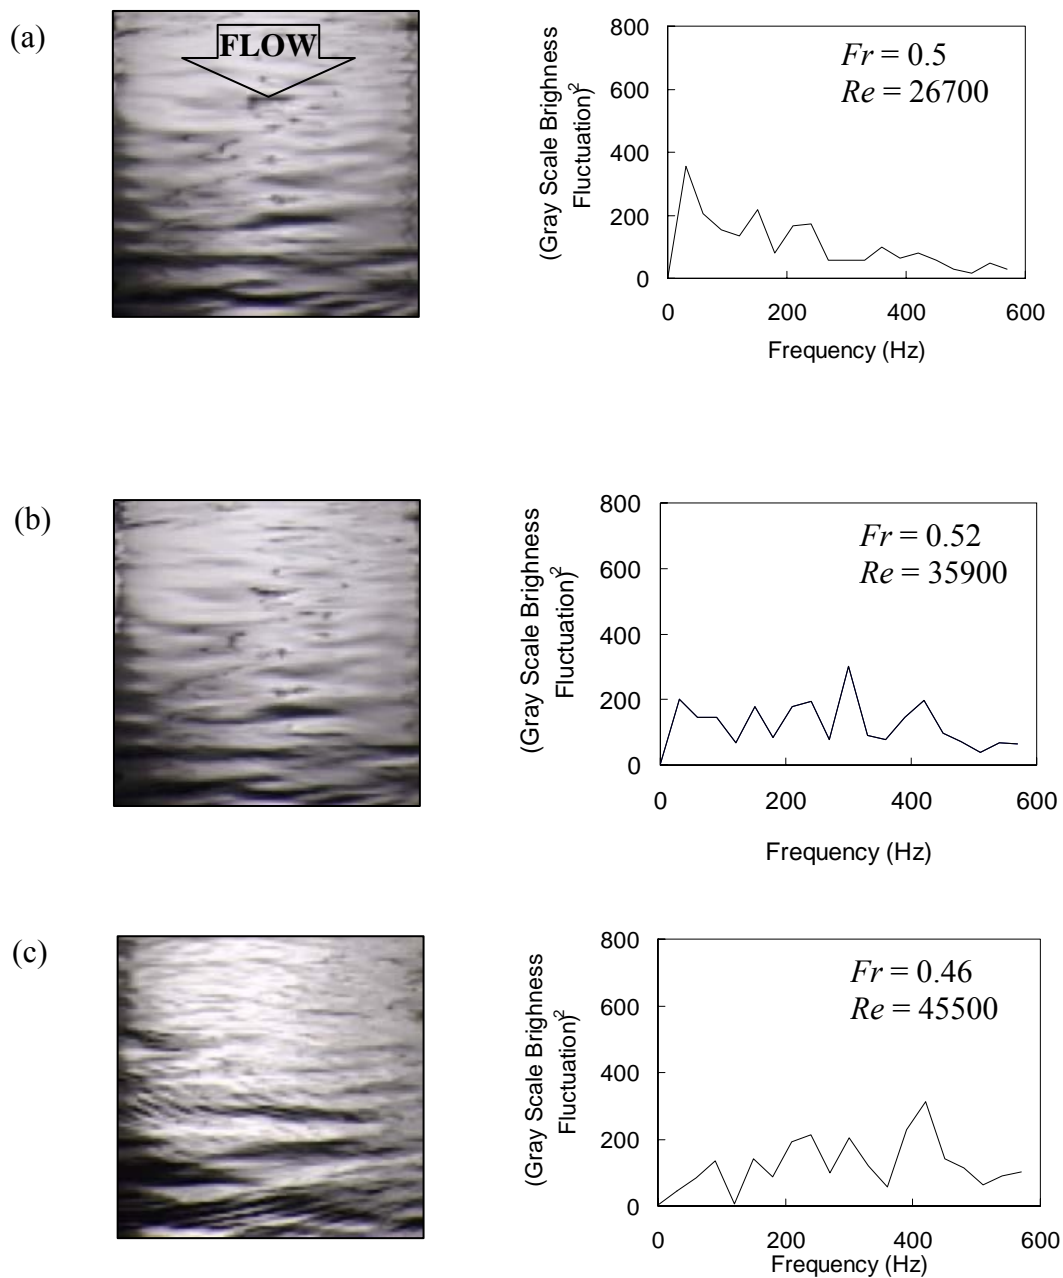 (a)
FLOW
(Gray Scale Brighness
Fluctuation)2
800
600
400
200
0
Fr = 0.5
Re = 26700
0 200 400 600
Frequency (Hz)
(b)
(Gray Scale Brighness
Fluctuation)2
800
600
400
200
0
Fr = 0.52
Re = 35900
0 200 400 600
Frequency (Hz)
(c)
(Gray Scale Brighness
Fluctuation)2
800
600
400
200
0
Fr = 0.46
Re = 45500
0 200 400 600
Frequency (Hz)